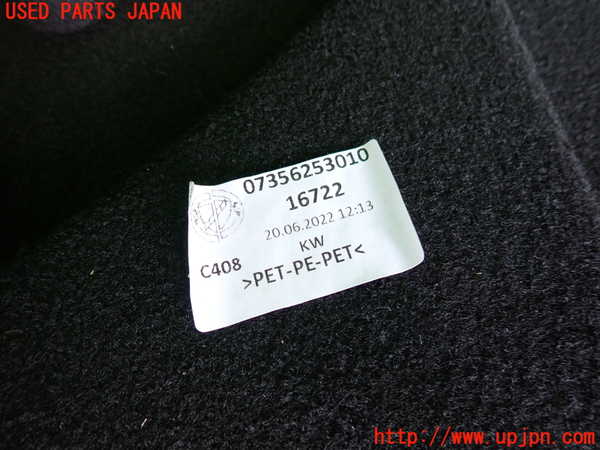 USED PARTS JAPAN
07356253010
16722
20.06.2022 12:13
KW
C408
>PET-PE-PET<
http://www.upjpn.com/